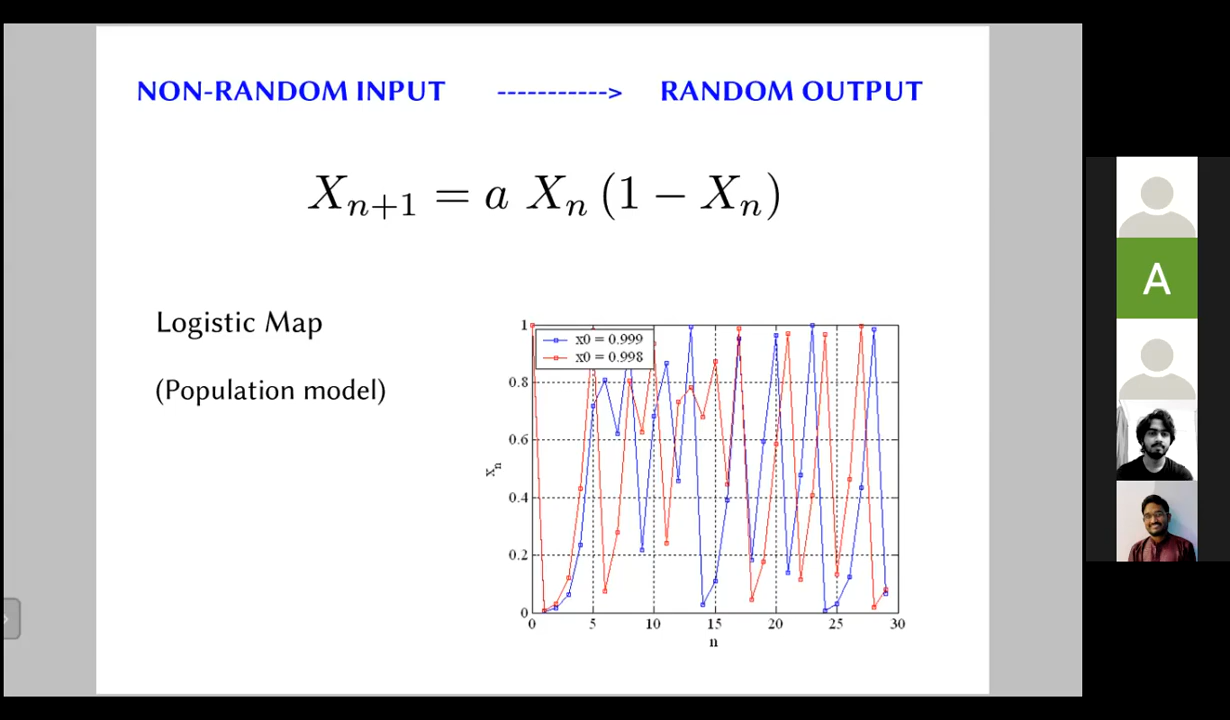 NON-RANDOM INPUT -----------> RANDOM OUTPUT
X_{n+1} = a X_n (1 − X_n)
Logistic Map
(Population model)
x0 = 0.999
x0 = 0.998
1
0.8
0.6
0.4
0.2
0
x_n
0 5 10 15 20 25 30
n
A